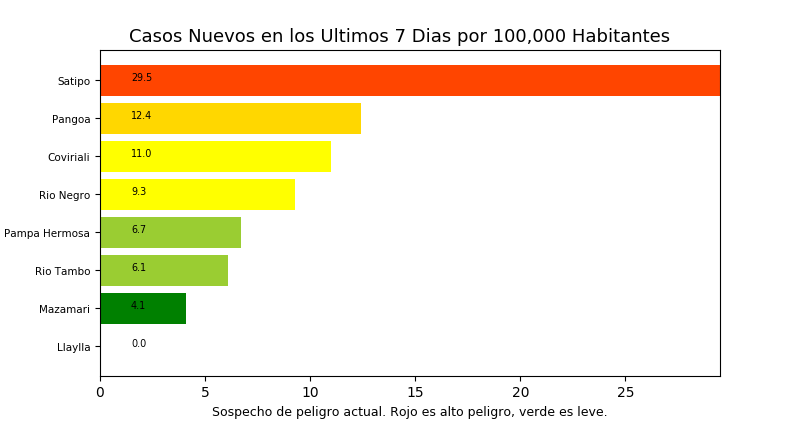 Casos Nuevos en los Ultimos 7 Dias por 100,000 Habitantes
Satipo 29.5
Pangoa 12.4
Coviriali 11.0
Rio Negro 9.3
Pampa Hermosa 6.7
Rio Tambo 6.1
Mazamari 4.1
Llaylla 0.0
0 5 10 15 20 25
Sospecho de peligro actual. Rojo es alto peligro, verde es leve.